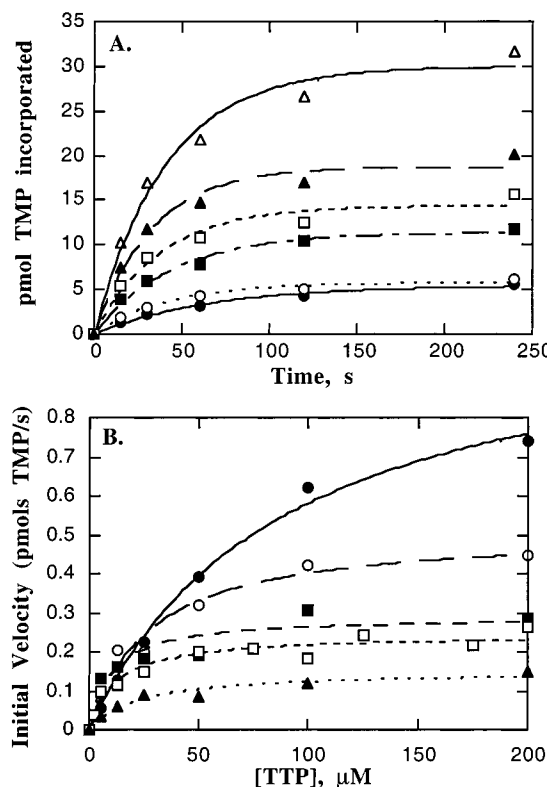 A.
pmol TMP incorporated
35
30
25
20
15
10
5
0
0 50 100 150 200 250
Time, s
B.
Initial Velocity (pmols TMP/s)
0.8
0.7
0.6
0.5
0.4
0.3
0.2
0.1
0
0 50 100 150 200
[TTP], µM